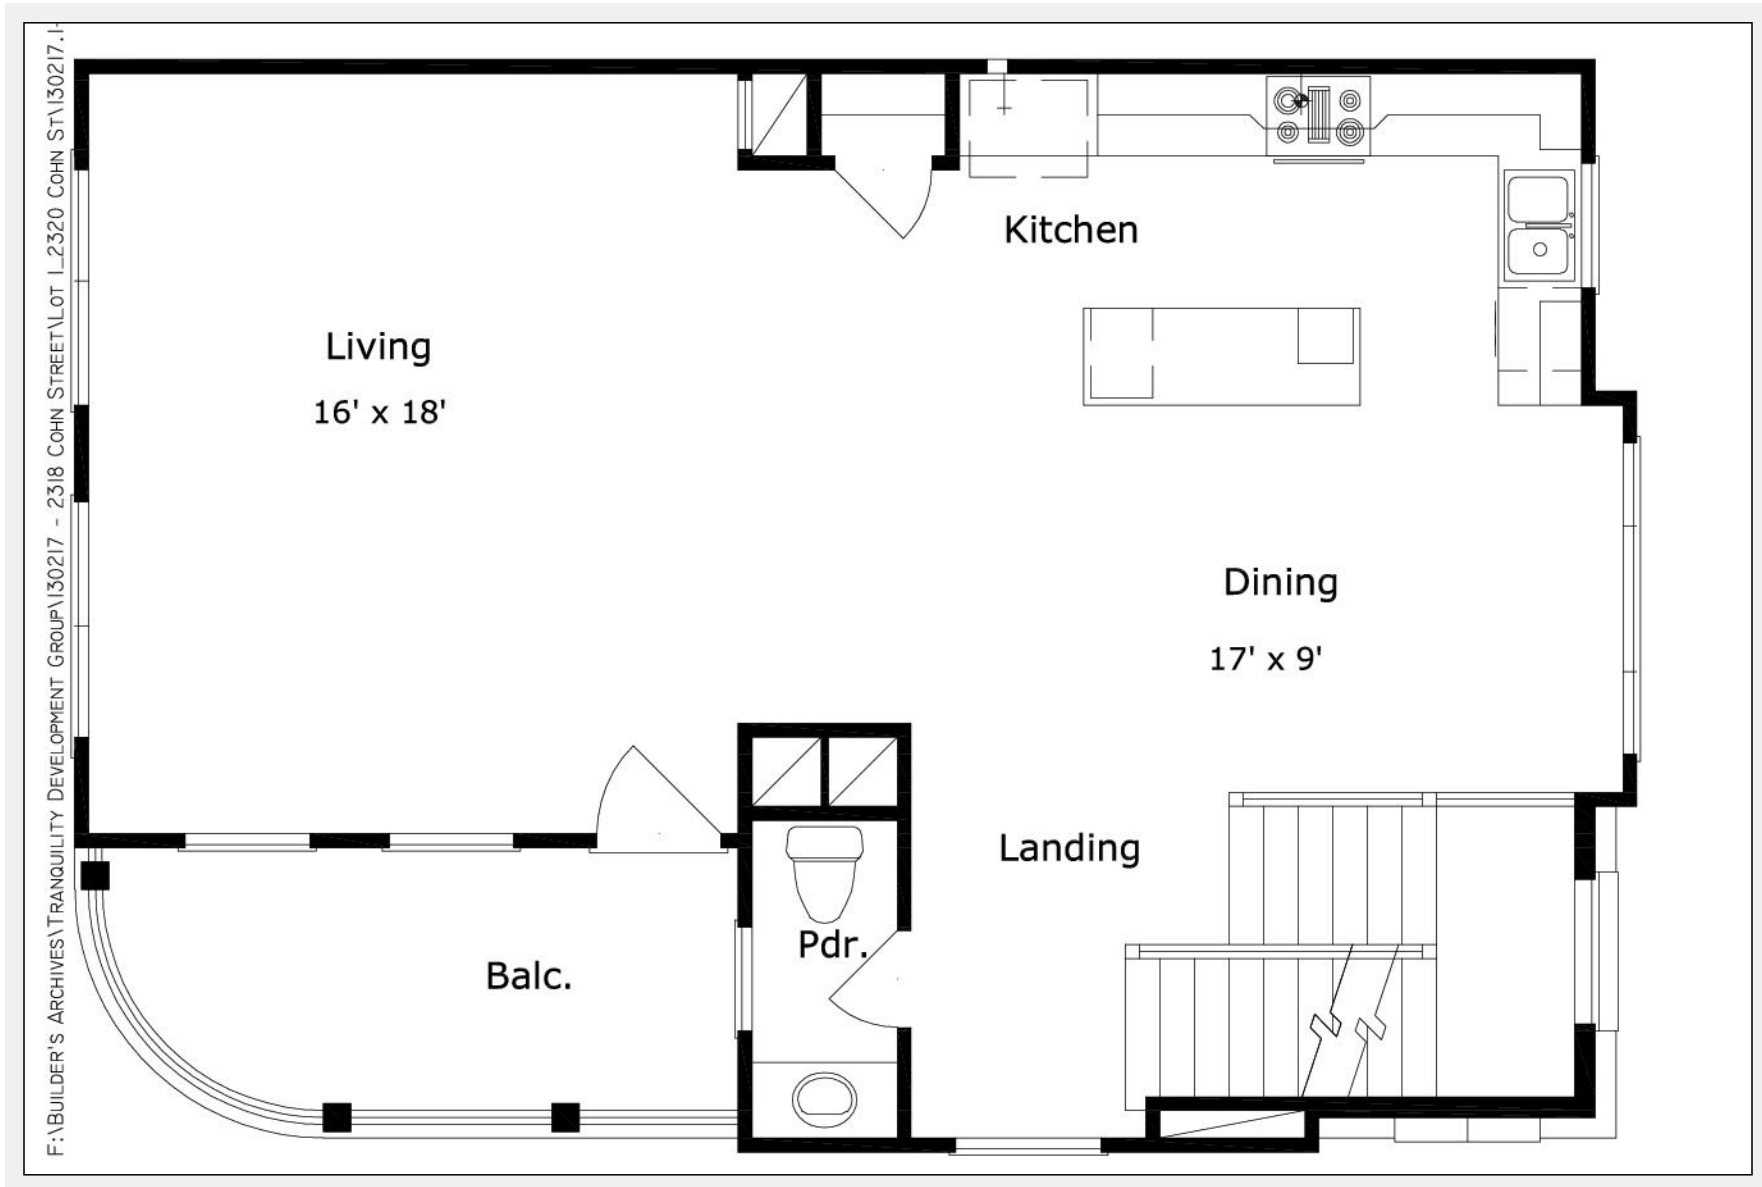 F:\BUILDER'S ARCHIVES\TRANQUILITY DEVELOPMENT GROUP\130217 - 2318 COHN STREET\LOT 1_2320 COHN ST\130217.1-
Kitchen
Living
16' x 18'
Dining
17' x 9'
Landing
Pdr.
Balc.